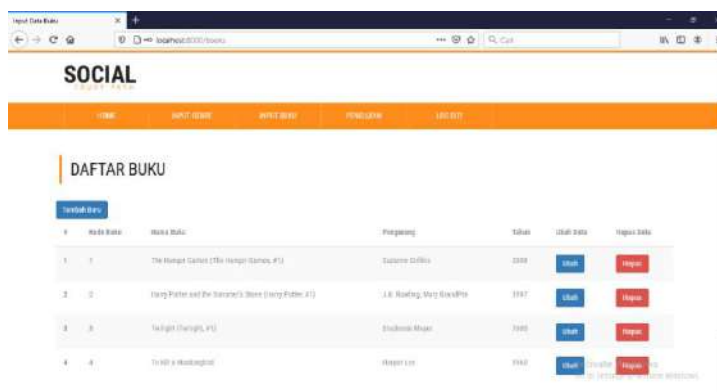 Input Data Buku
localhost:8000/books
Cari
SOCIAL
STUDY PATH
HOME INPUT GENRE INPUT BUKU PENGUJIAN LOG OUT
DAFTAR BUKU
Tambah Baru
# Kode Buku Nama Buku Pengarang Tahun Ubah Data Hapus Data
1 1 The Hunger Games (The Hunger Games, #1) Suzanne Collins 2008 Ubah Hapus
2 2 Harry Potter and the Sorcerer's Stone (Harry Potter, #1) J.K. Rowling, Mary GrandPré 1997 Ubah Hapus
3 3 Twilight (Twilight, #1) Stephenie Meyer 2005 Ubah Hapus
4 4 To Kill a Mockingbird Harper Lee 1960 Ubah Hapus